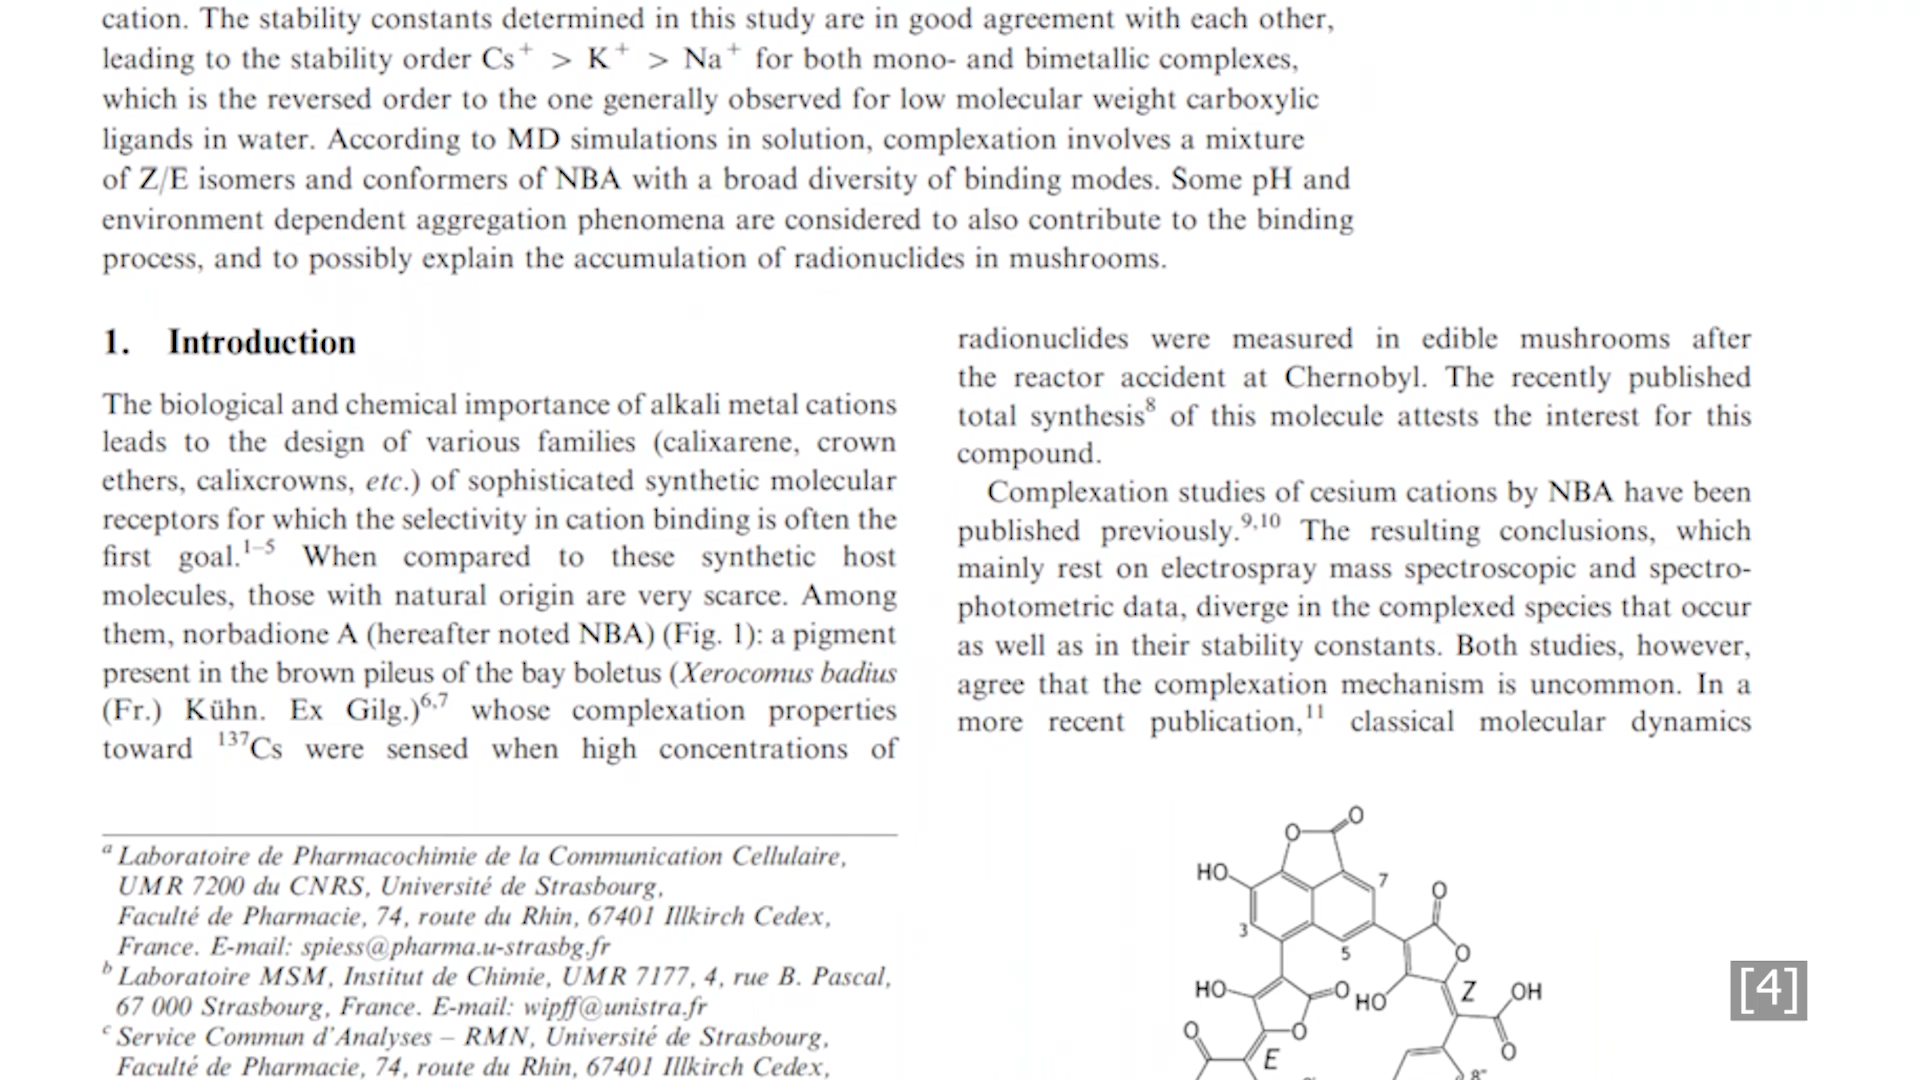 cation. The stability constants determined in this study are in good agreement with each other,
leading to the stability order Cs⁺ > K⁺ > Na⁺ for both mono- and bimetallic complexes,
which is the reversed order to the one generally observed for low molecular weight carboxylic
ligands in water. According to MD simulations in solution, complexation involves a mixture
of Z/E isomers and conformers of NBA with a broad diversity of binding modes. Some pH and
environment dependent aggregation phenomena are considered to also contribute to the binding
process, and to possibly explain the accumulation of radionuclides in mushrooms.
1. Introduction
The biological and chemical importance of alkali metal cations
leads to the design of various families (calixarene, crown
ethers, calixcrowns, etc.) of sophisticated synthetic molecular
receptors for which the selectivity in cation binding is often the
first goal.¹⁻⁵ When compared to these synthetic host
molecules, those with natural origin are very scarce. Among
them, norbadione A (hereafter noted NBA) (Fig. 1): a pigment
present in the brown pileus of the bay boletus (Xerocomus badius
(Fr.) Kühn. Ex Gilg.)⁶,⁷ whose complexation properties
toward ¹³⁷Cs were sensed when high concentrations of
radionuclides were measured in edible mushrooms after
the reactor accident at Chernobyl. The recently published
total synthesis⁸ of this molecule attests the interest for this
compound.
Complexation studies of cesium cations by NBA have been
published previously.⁹,¹⁰ The resulting conclusions, which
mainly rest on electrospray mass spectroscopic and spectro-
photometric data, diverge in the complexed species that occur
as well as in their stability constants. Both studies, however,
agree that the complexation mechanism is uncommon. In a
more recent publication,¹¹ classical molecular dynamics
ᵃ Laboratoire de Pharmacochimie de la Communication Cellulaire,
UMR 7200 du CNRS, Université de Strasbourg,
Faculté de Pharmacie, 74, route du Rhin, 67401 Illkirch Cedex,
France. E-mail: spiess@pharma.u-strasbg.fr
ᵇ Laboratoire MSM, Institut de Chimie, UMR 7177, 4, rue B. Pascal,
67 000 Strasbourg, France. E-mail: wipff@unistra.fr
ᶜ Service Commun d'Analyses – RMN, Université de Strasbourg,
Faculté de Pharmacie, 74, route du Rhin, 67401 Illkirch Cedex,
O
O
HO
7
O
3
5
O
HO
O
HO
Z
OH
O
O
O
E
8"
[4]